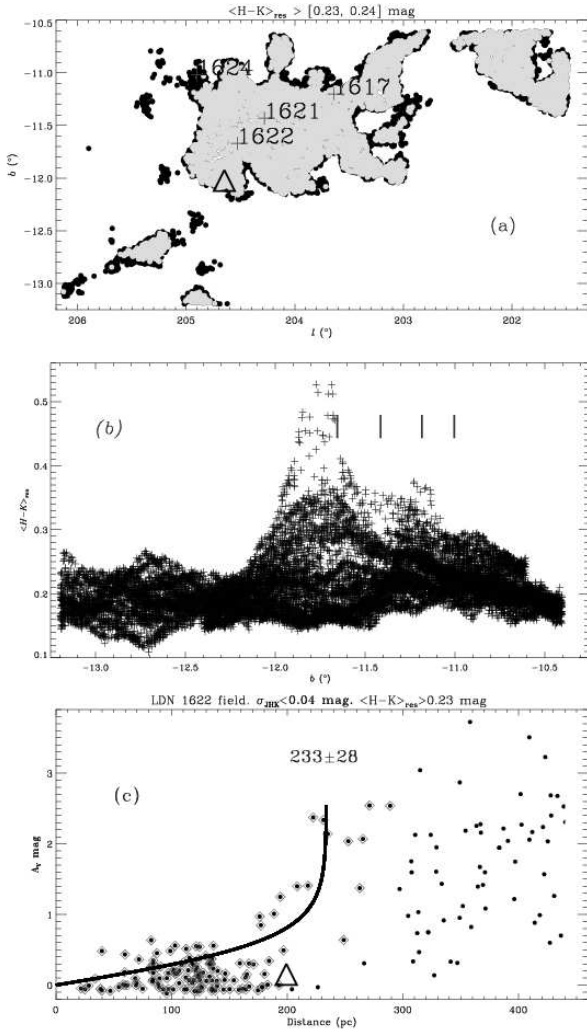 <H−K>res > [0.23, 0.24] mag
−10.5
−11.0
−11.5
−12.0
−12.5
−13.0
b (°)
1624
1617
1621
1622
(a)
206 205 204 203 202
l (°)
0.5
0.4
0.3
0.2
0.1
<H−K>res
(b)
−13.0 −12.5 −12.0 −11.5 −11.0 −10.5
b (°)
LDN 1622 field. σJHK<0.04 mag. <H−K>res>0.23 mag
3
2
1
0
AV mag
233±28
(c)
0 100 200 300 400
Distance (pc)